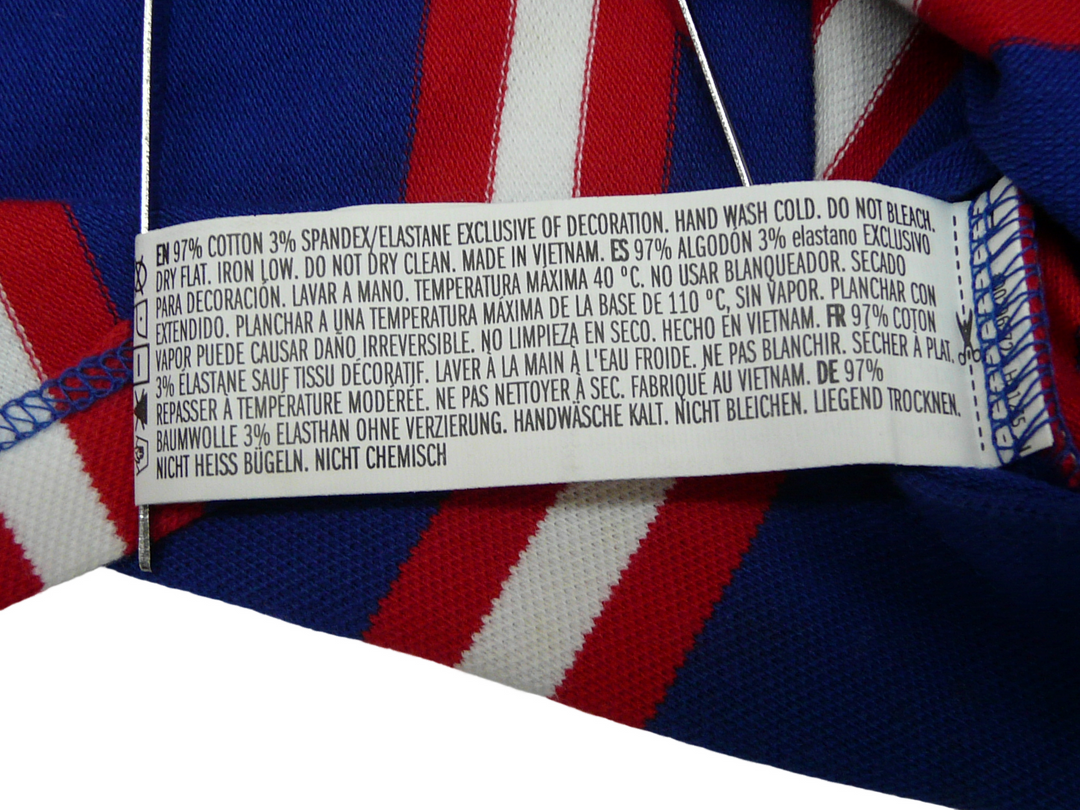 EN 97% COTTON 3% SPANDEX/ELASTANE EXCLUSIVE OF DECORATION. HAND WASH COLD. DO NOT BLEACH.
DRY FLAT. IRON LOW. DO NOT DRY CLEAN. MADE IN VIETNAM. ES 97% ALGODÓN 3% elastano EXCLUSIVO
PARA DECORACIÓN. LAVAR A MANO. TEMPERATURA MÁXIMA 40 °C. NO USAR BLANQUEADOR. SECADO
EXTENDIDO. PLANCHAR A UNA TEMPERATURA MÁXIMA DE LA BASE DE 110 °C, SIN VAPOR. PLANCHAR CON
VAPOR PUEDE CAUSAR DAÑO IRREVERSIBLE. NO LIMPIEZA EN SECO. HECHO EN VIETNAM. FR 97% COTON
3% ÉLASTANE SAUF TISSU DÉCORATIF. LAVER À LA MAIN À L'EAU FROIDE. NE PAS BLANCHIR. SÉCHER À PLAT.
REPASSER À TEMPÉRATURE MODÉRÉE. NE PAS NETTOYER À SEC. FABRIQUÉ AU VIETNAM. DE 97%
BAUMWOLLE 3% ELASTHAN OHNE VERZIERUNG. HANDWÄSCHE KALT. NICHT BLEICHEN. LIEGEND TROCKNEN.
NICHT HEISS BÜGELN. NICHT CHEMISCH